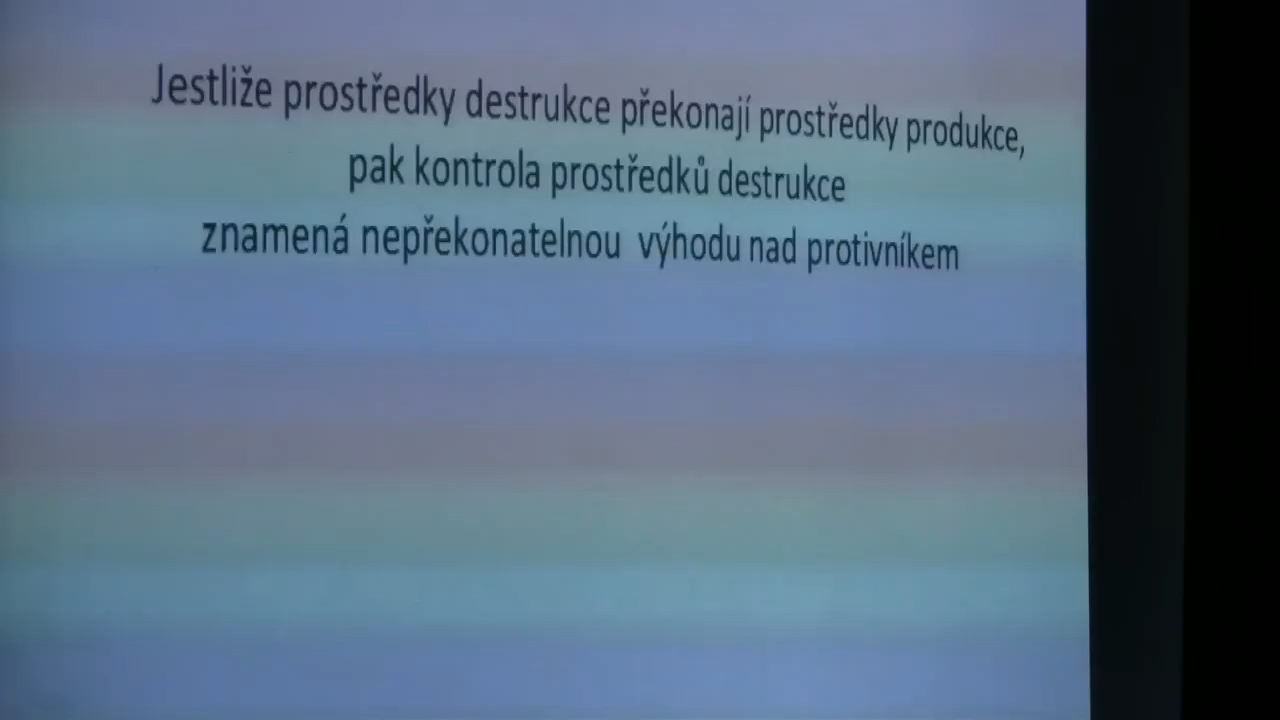 Jestliže prostředky destrukce překonají prostředky produkce,
pak kontrola prostředků destrukce
znamená nepřekonatelnou výhodu nad protivníkem